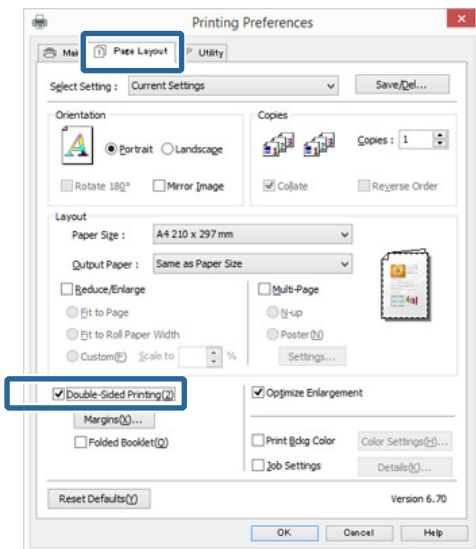 Printing Preferences
Main Page Layout Utility
Select Setting : Current Settings Save/Del...
Orientation Copies
Portrait Landscape Copies : 1
Rotate 180° Mirror Image Collate Reverse Order
Layout
Paper Size : A4 210 x 297 mm
Output Paper : Same as Paper Size
Reduce/Enlarge Multi-Page
Fit to Page N-up
Fit to Roll Paper Width Poster(N)
Custom(F) Scale to % Settings...
Double-Sided Printing(2) Optimize Enlargement
Margins(X)...
Folded Booklet(O) Print Bckg Color Color Settings(H)...
Job Settings Details(K)...
Reset Defaults(Y) Version 6.70
OK Cancel Help